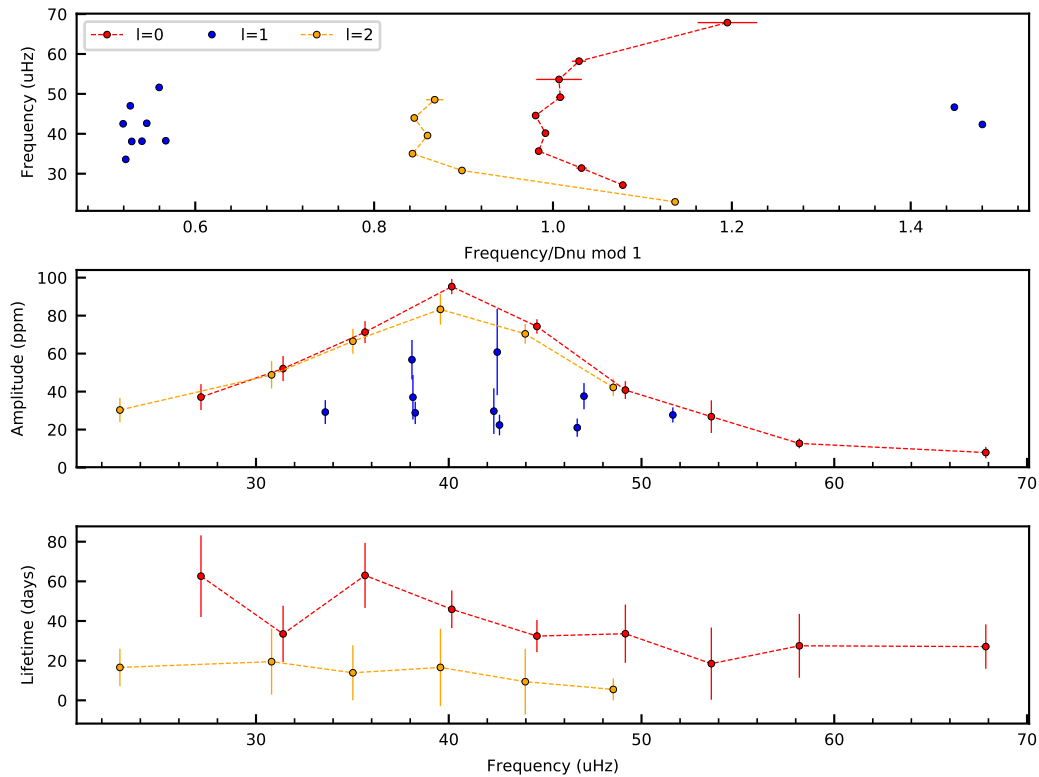 70
60
50
40
30
Frequency (uHz)
l=0 l=1 l=2
0.6 0.8 1.0 1.2 1.4
Frequency/Dnu mod 1
100
80
60
40
20
0
Amplitude (ppm)
30 40 50 60 70
80
60
40
20
0
Lifetime (days)
30 40 50 60 70
Frequency (uHz)